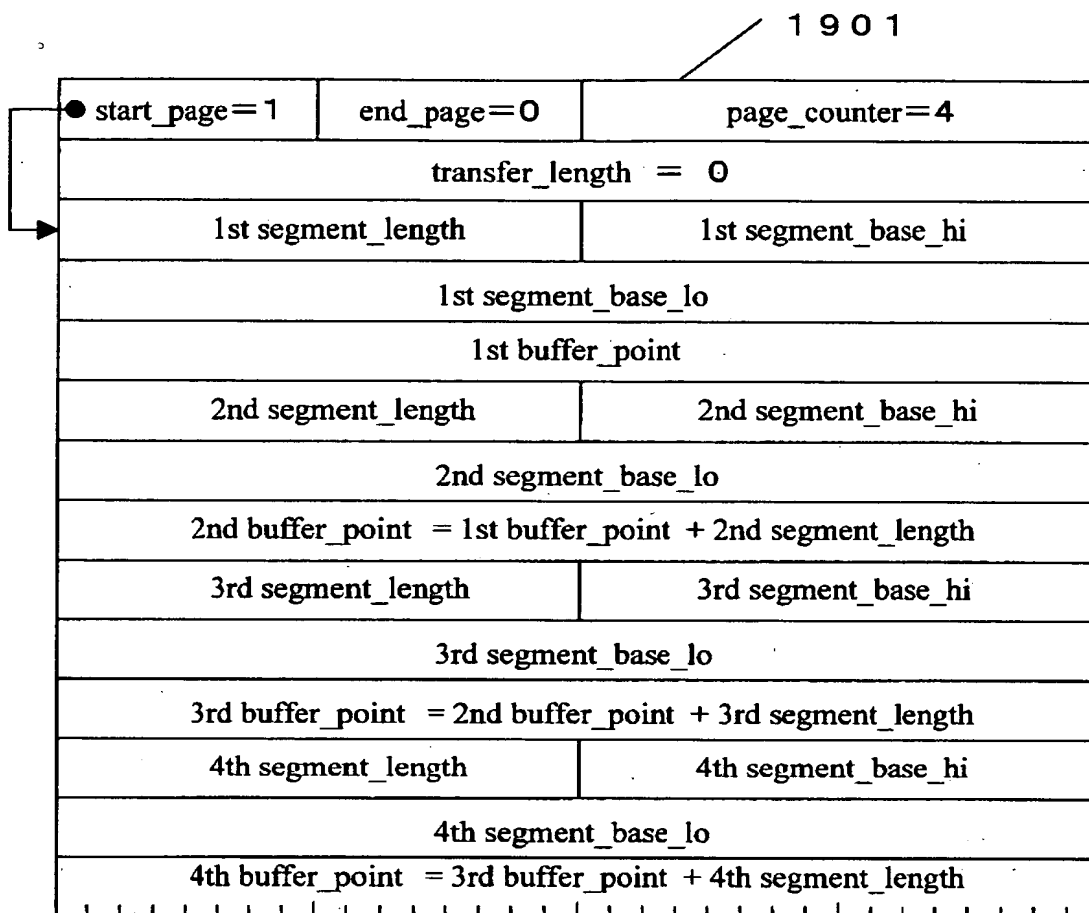 1901
start_page=1 end_page=0 page_counter=4
transfer_length = 0
1st segment_length 1st segment_base_hi
1st segment_base_lo
1st buffer_point
2nd segment_length 2nd segment_base_hi
2nd segment_base_lo
2nd buffer_point = 1st buffer_point + 2nd segment_length
3rd segment_length 3rd segment_base_hi
3rd segment_base_lo
3rd buffer_point = 2nd buffer_point + 3rd segment_length
4th segment_length 4th segment_base_hi
4th segment_base_lo
4th buffer_point = 3rd buffer_point + 4th segment_length